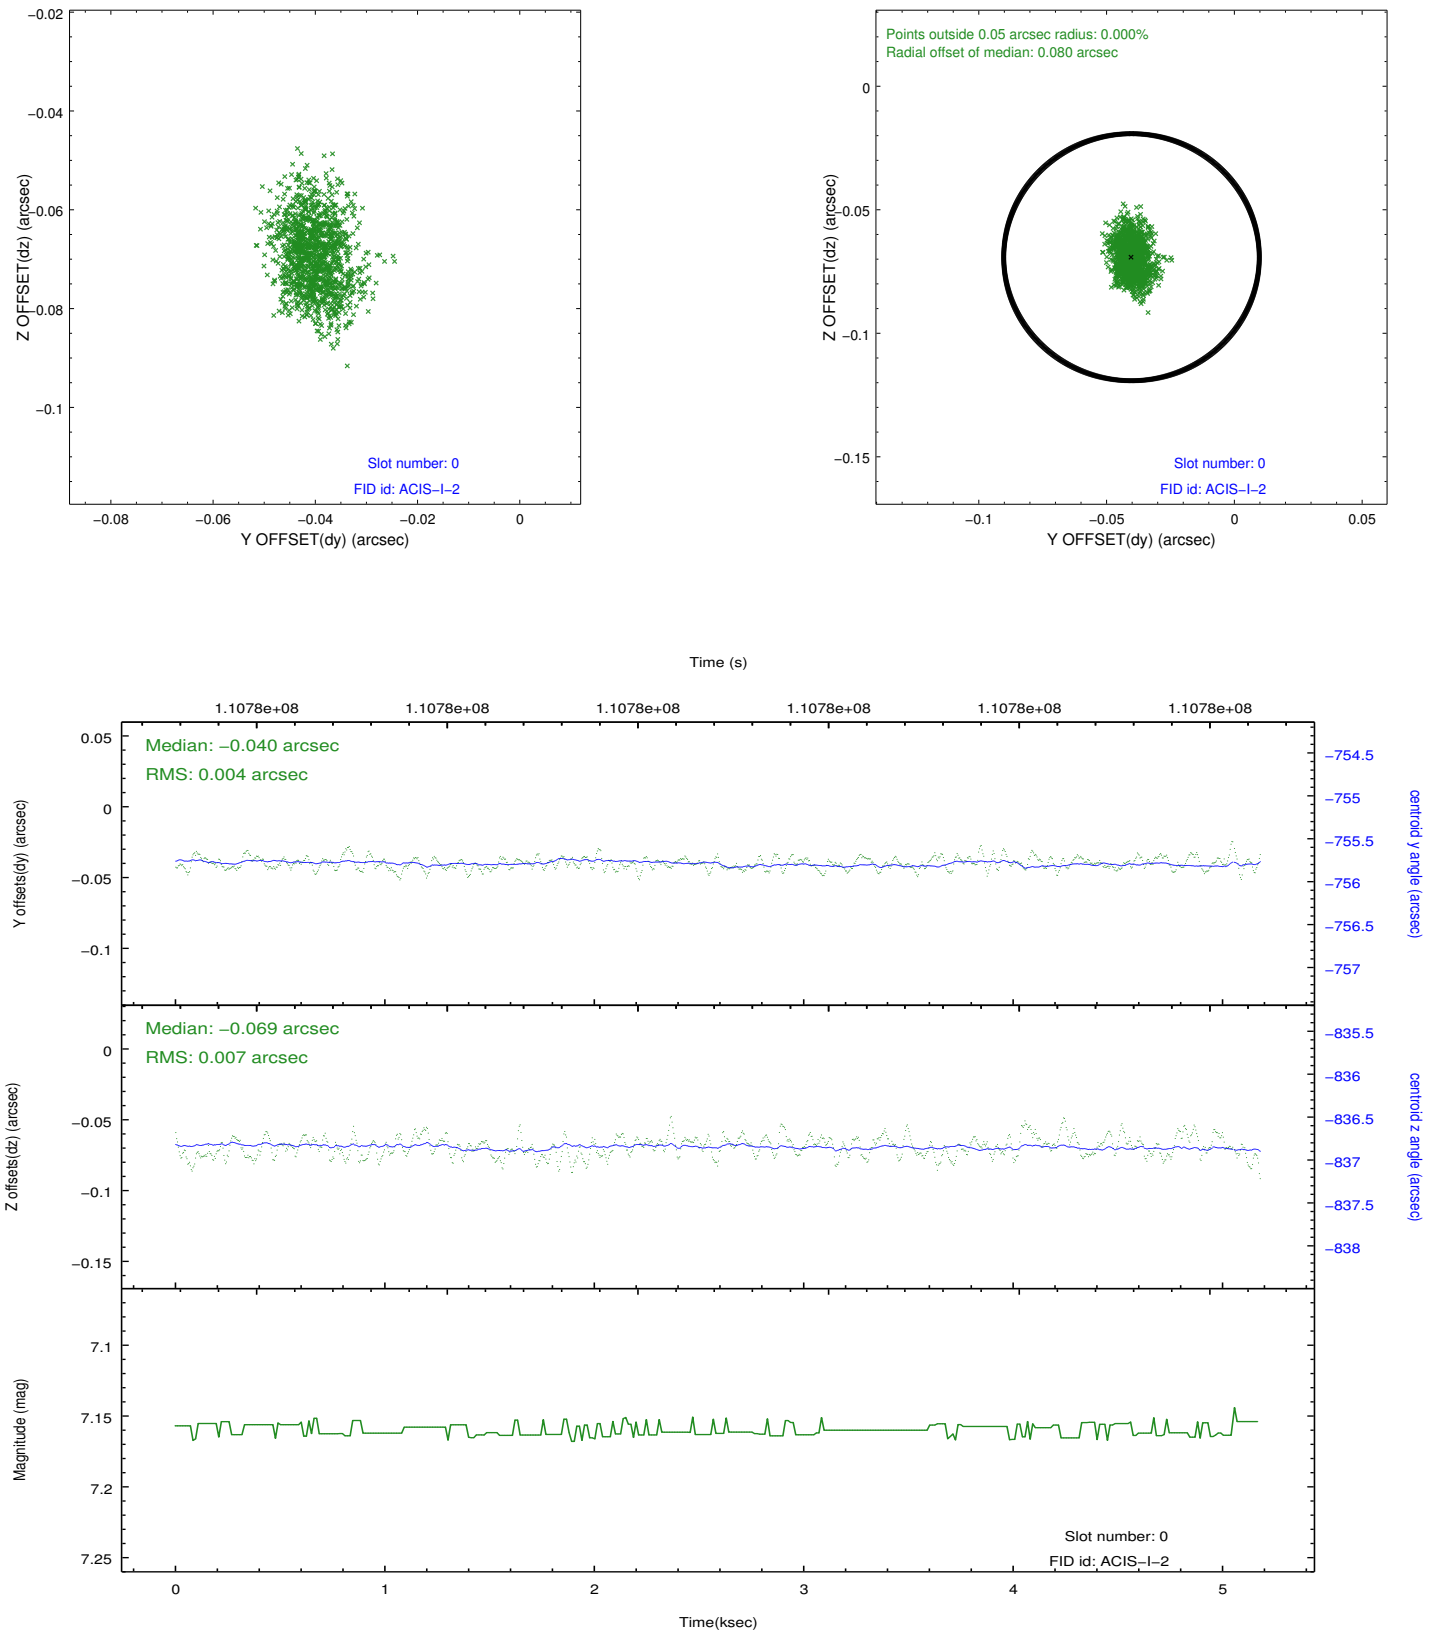 −0.02
−0.04
−0.06
−0.08
−0.1
Z OFFSET(dz) (arcsec)
Slot number: 0
FID id: ACIS−I−2
−0.08 −0.06 −0.04 −0.02 0
Y OFFSET(dy) (arcsec)
Points outside 0.05 arcsec radius: 0.000%
Radial offset of median: 0.080 arcsec
0
−0.05
−0.1
−0.15
Z OFFSET(dz) (arcsec)
Slot number: 0
FID id: ACIS−I−2
−0.1 −0.05 0 0.05
Y OFFSET(dy) (arcsec)
Time (s)
1.1078e+08 1.1078e+08 1.1078e+08 1.1078e+08 1.1078e+08 1.1078e+08
Median: −0.040 arcsec
RMS: 0.004 arcsec
0.05
0
−0.05
−0.1
Y offsets(dy) (arcsec)
−754.5
−755
−755.5
−756
−756.5
−757
centroid y angle (arcsec)
Median: −0.069 arcsec
RMS: 0.007 arcsec
0
−0.05
−0.1
−0.15
Z offsets(dz) (arcsec)
−835.5
−836
−836.5
−837
−837.5
−838
centroid z angle (arcsec)
7.1
7.15
7.2
7.25
Magnitude (mag)
Slot number: 0
FID id: ACIS−I−2
0 1 2 3 4 5
Time(ksec)